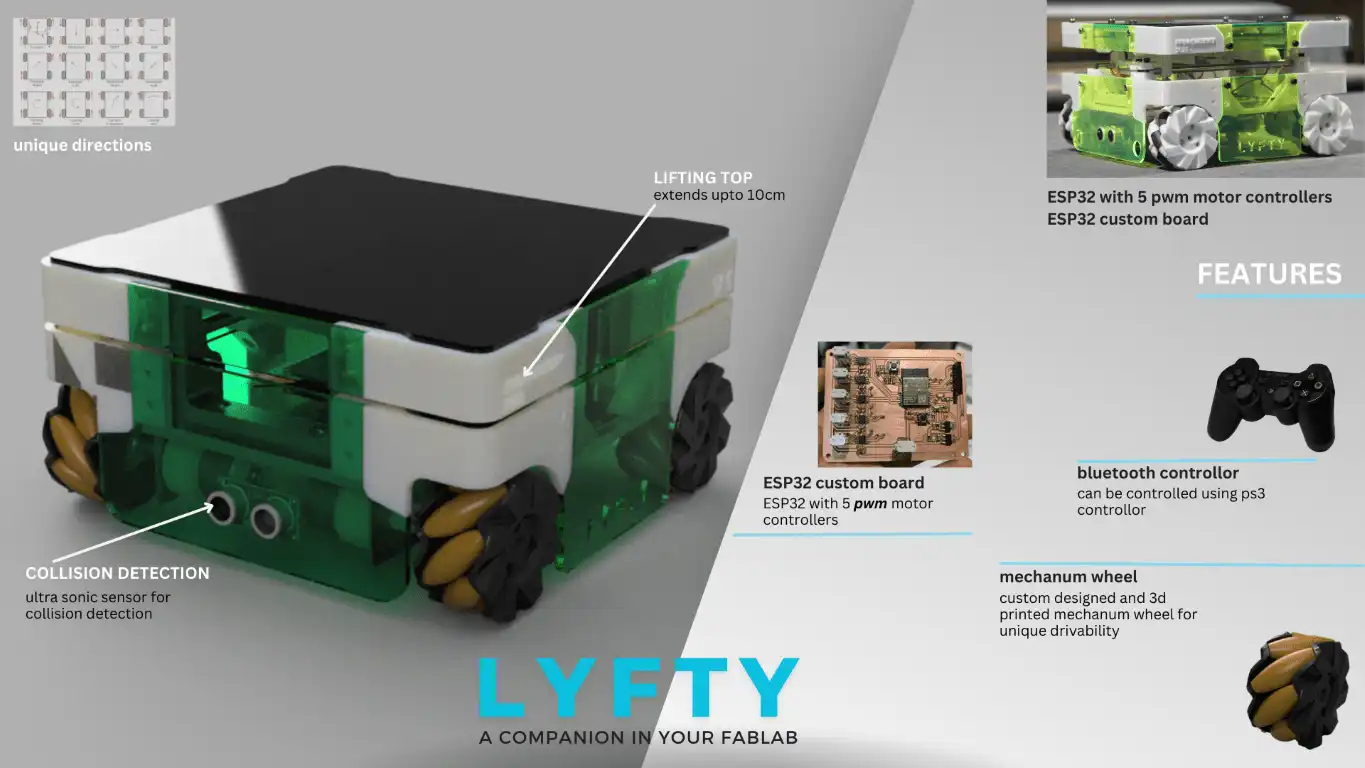 unique directions
LIFTING TOP
extends upto 10cm
COLLISION DETECTION
ultra sonic sensor for
collision detection
LYFTY
ESP32 with 5 pwm motor controllers
ESP32 custom board
FEATURES
ESP32 custom board
ESP32 with 5 pwm motor
controllers
bluetooth controllor
can be controlled using ps3
controllor
mechanum wheel
custom designed and 3d
printed mechanum wheel for
unique drivability
LYFTY
A COMPANION IN YOUR FABLAB